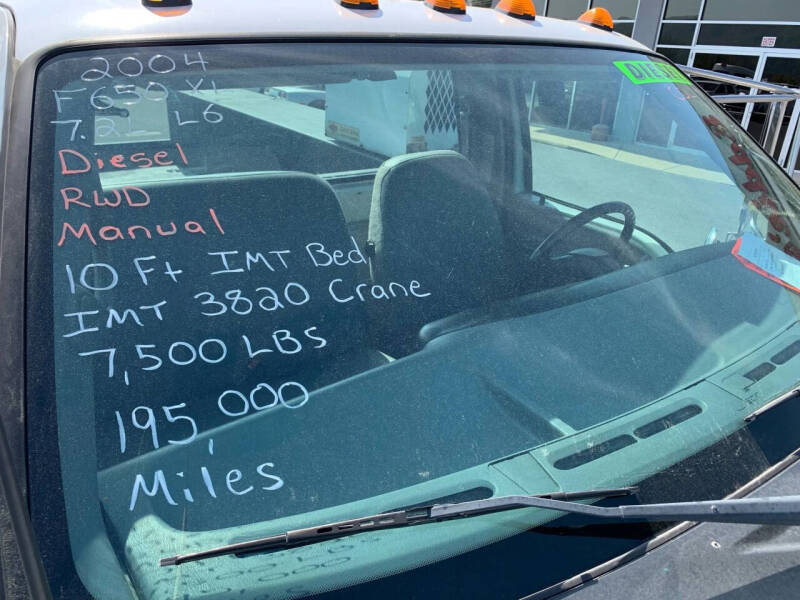 2004
F650 XL
7.2L L6
Diesel
RWD
Manual
10 Ft IMT Bed
IMT 3820 Crane
7,500 LBS
195,000
Miles
DIESEL